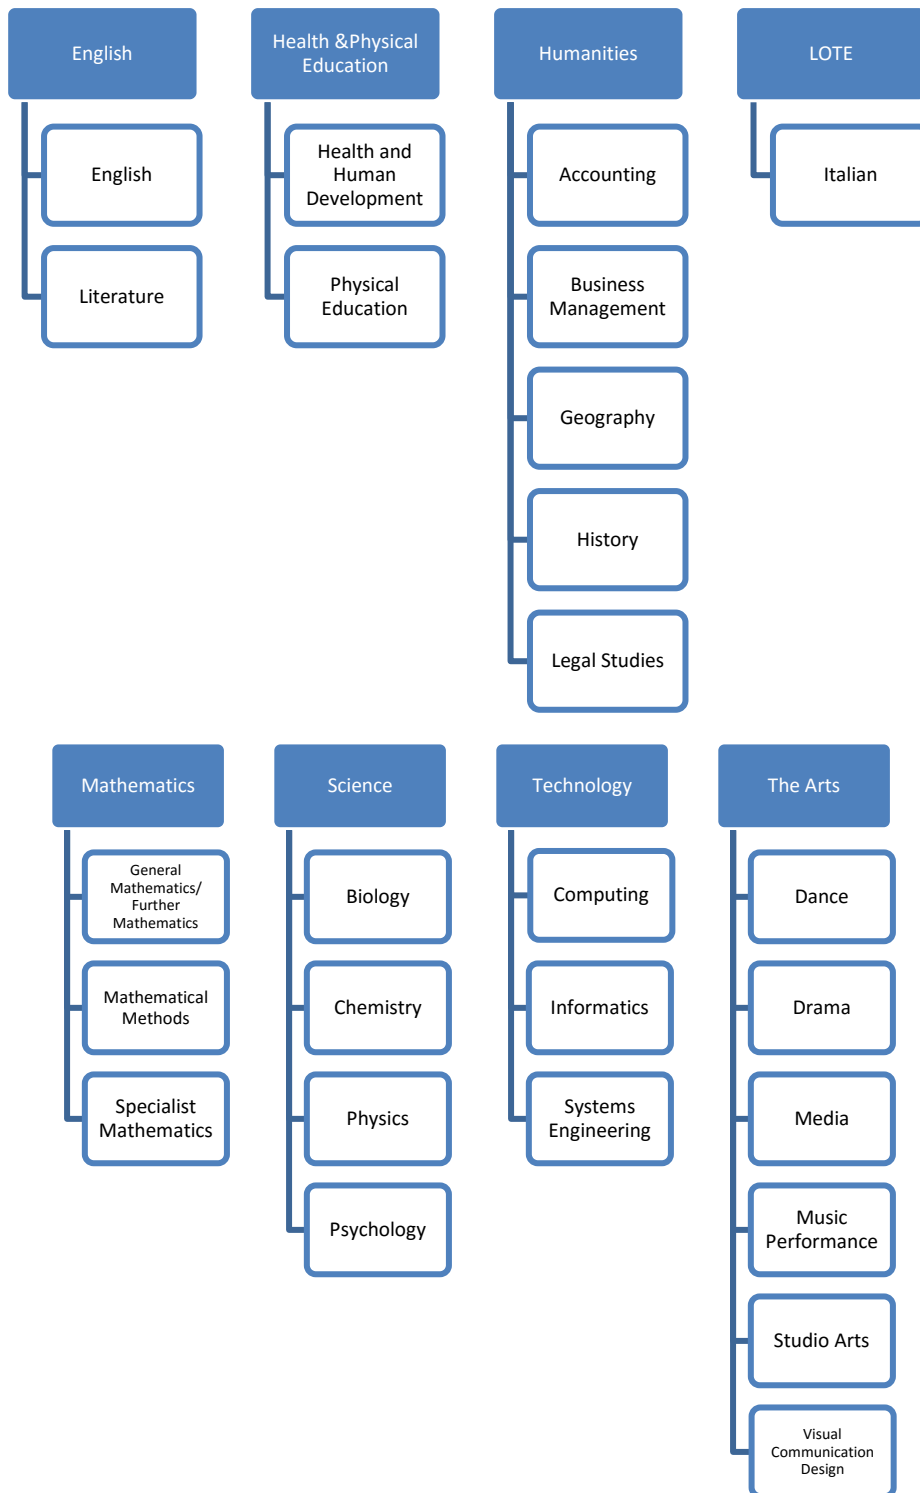 English
English
Literature
Health &Physical
Education
Health and
Human
Development
Physical
Education
Humanities
Accounting
Business
Management
Geography
History
Legal Studies
LOTE
Italian
Mathematics
General
Mathematics/
Further
Mathematics
Mathematical
Methods
Specialist
Mathematics
Science
Biology
Chemistry
Physics
Psychology
Technology
Computing
Informatics
Systems
Engineering
The Arts
Dance
Drama
Media
Music
Performance
Studio Arts
Visual
Communication
Design